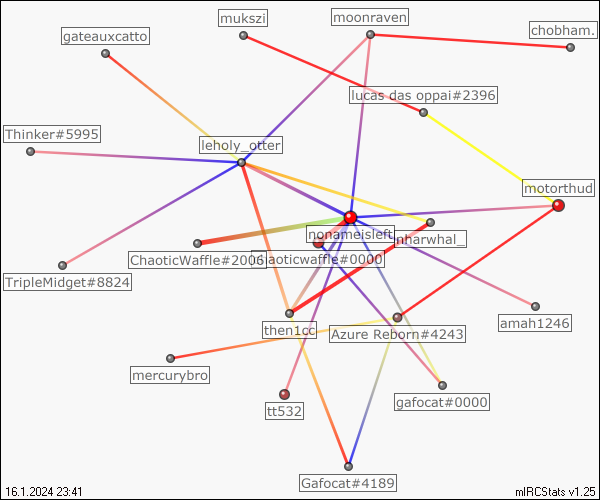 mukszi
moonraven
chobham.
gateauxcatto
lucas das oppai#2396
Thinker#5995
leholy_otter
motorthud
nonameisleft
nharwhal_
ChaoticWaffle#2006
chaoticwaffle#0000
TripleMidget#8824
amah1246
then1cc
Azure Reborn#4243
mercurybro
gafocat#0000
tt532
Gafocat#4189
16.1.2024 23:41
mIRCStats v1.25